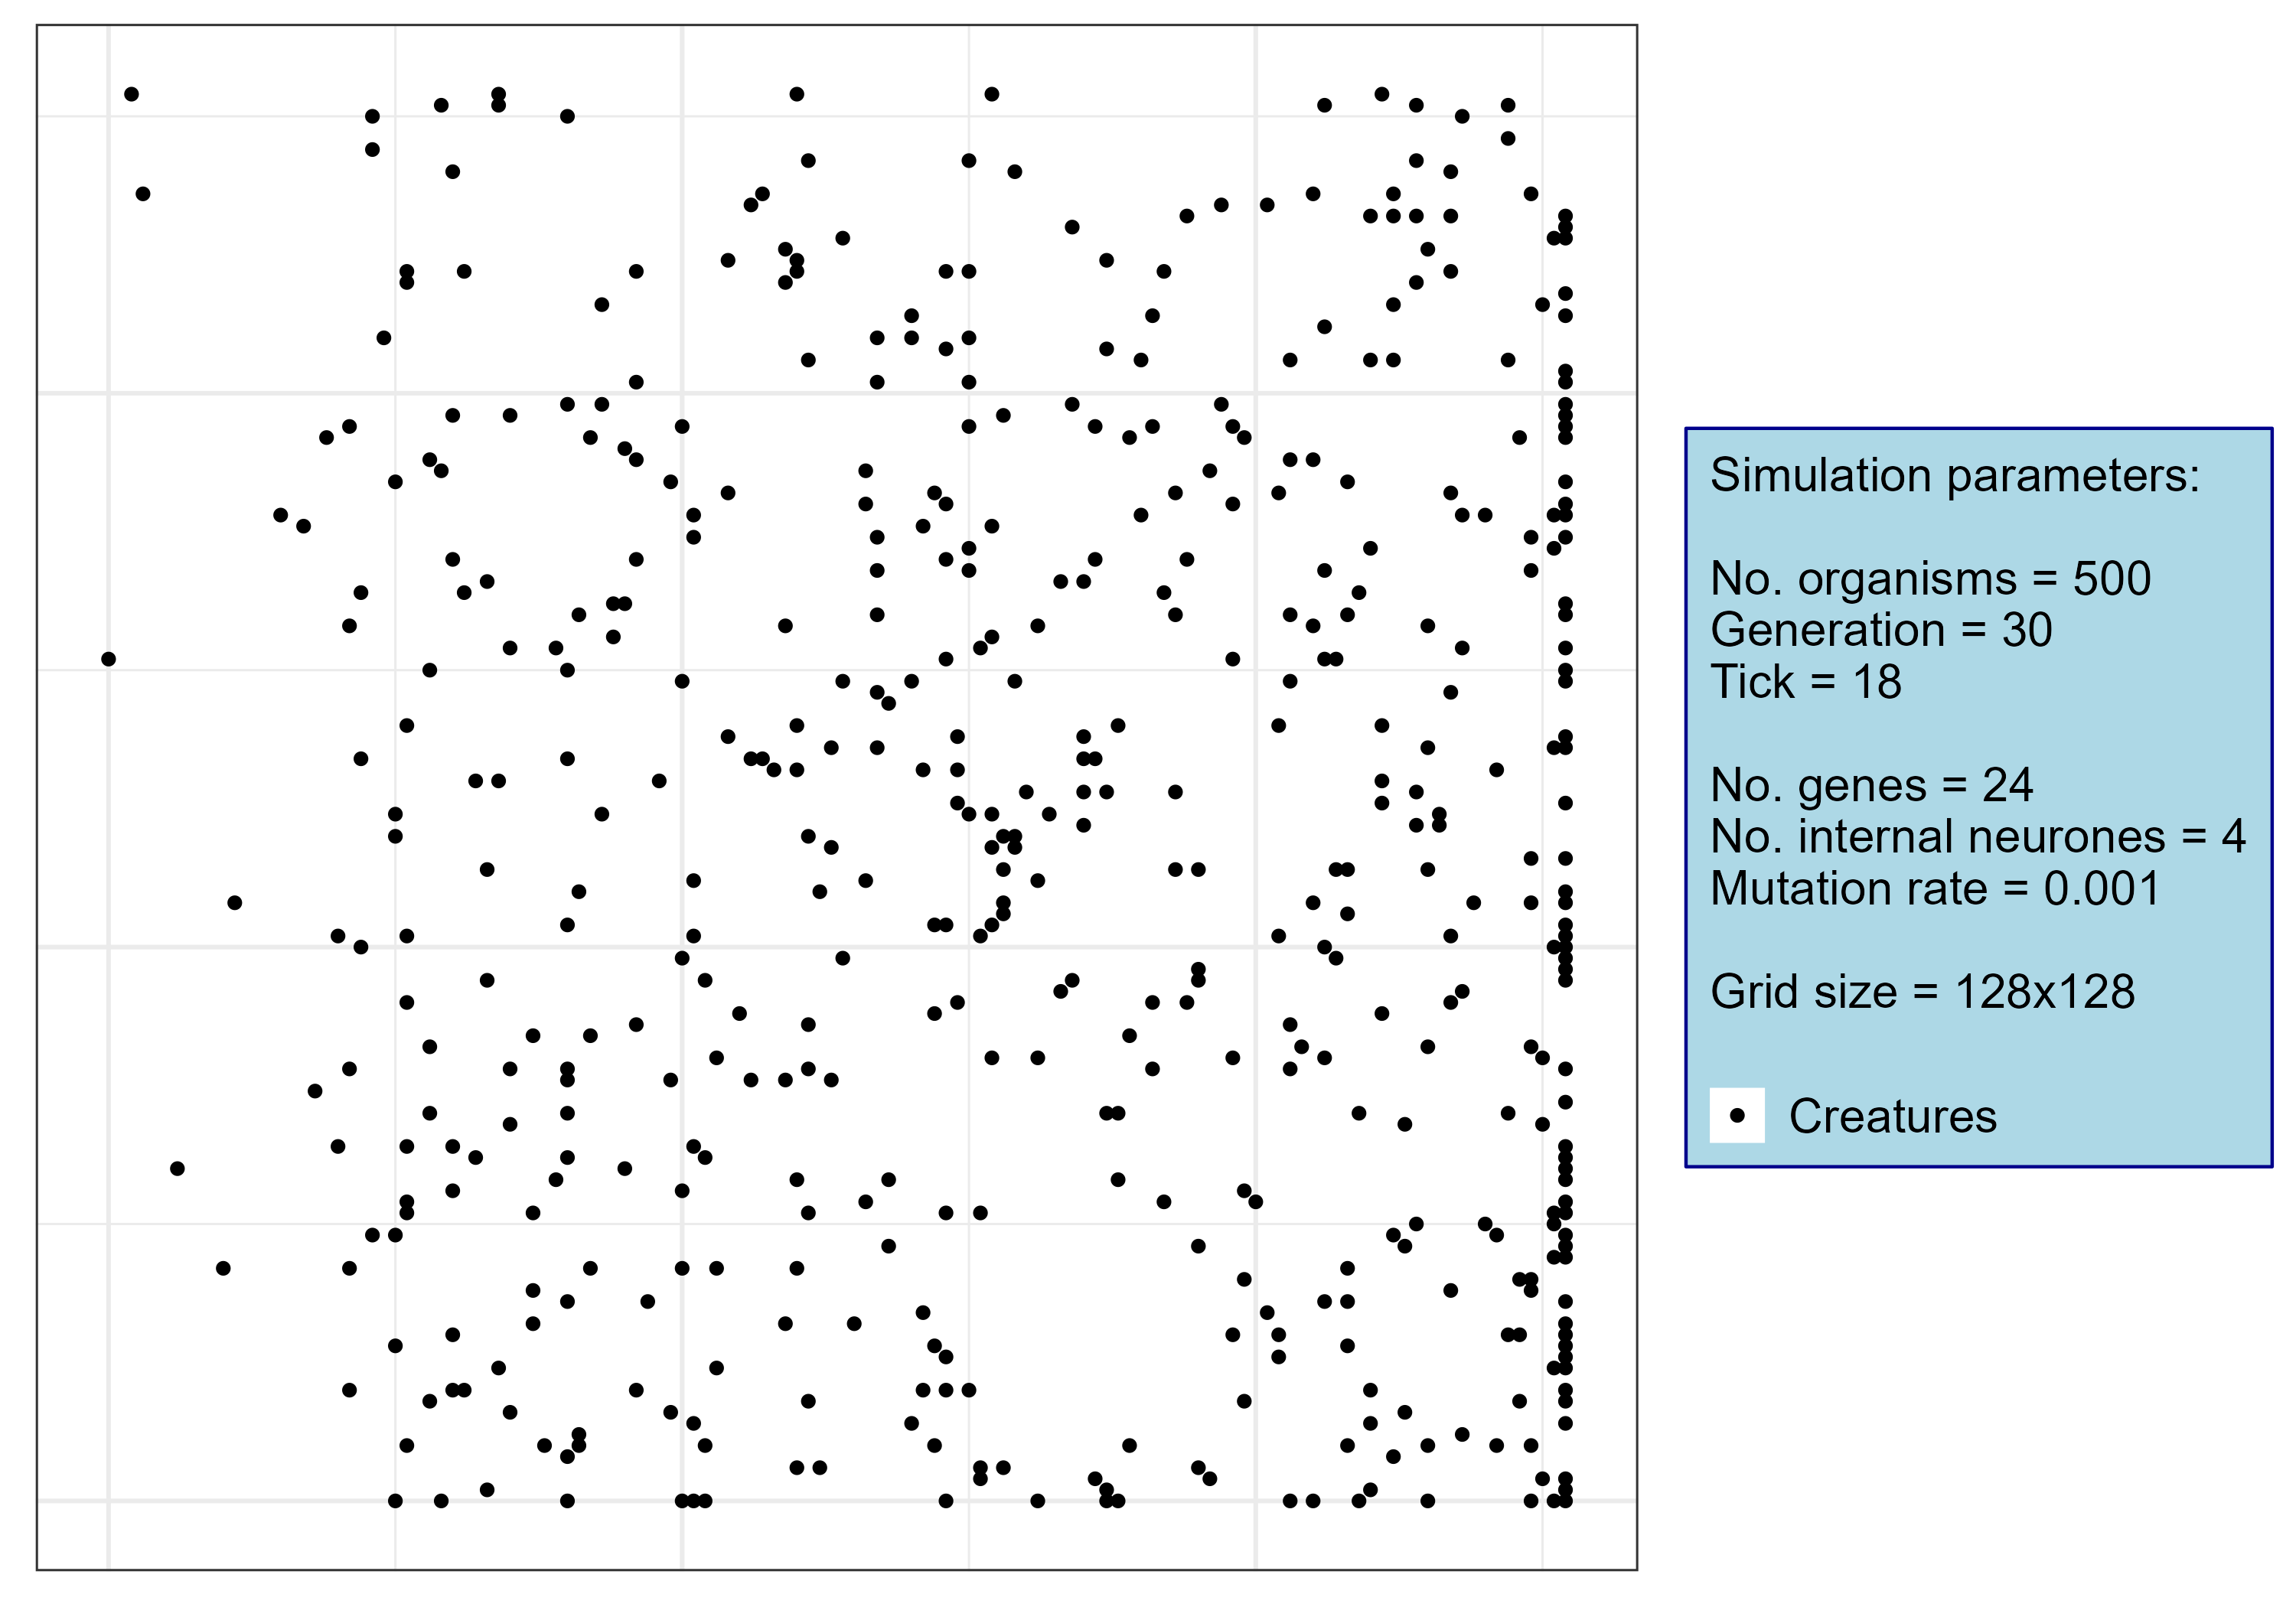 Simulation parameters:
No. organisms = 500
Generation = 30
Tick = 18
No. genes = 24
No. internal neurones = 4
Mutation rate = 0.001
Grid size = 128x128
Creatures